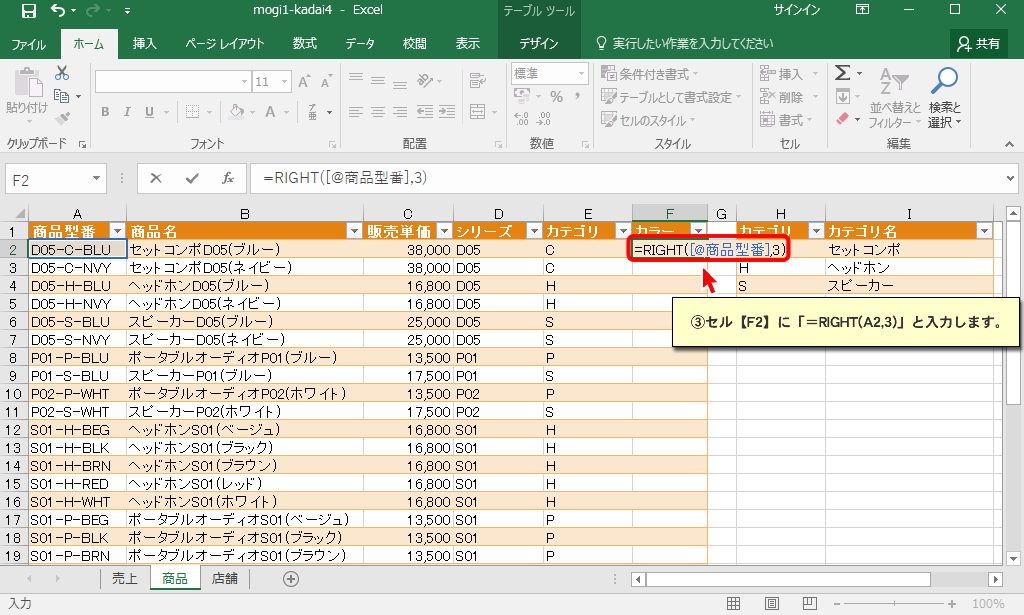 mogi1-kadai4 - Excel
テーブル ツール
サインイン
ファイル ホーム 挿入 ページ レイアウト 数式 データ 校閲 表示 デザイン 実行したい作業を入力してください 共有
貼り付け
11
標準
条件付き書式
テーブルとして書式設定
セルのスタイル
挿入
削除
書式
並べ替えと
フィルター
検索と
選択
クリップボード フォント 配置 数値 スタイル セル 編集
F2 =RIGHT([@商品型番],3)
A B C D E F G H I
1 商品型番 商品名 販売単価 シリーズ カテゴリ カラー カテゴリ カテゴリ名
2 D05-C-BLU セットコンポD05(ブルー) 38,000 D05 C =RIGHT([@商品型番],3) セットコンポ
3 D05-C-NVY セットコンポD05(ネイビー) 38,000 D05 C H ヘッドホン
4 D05-H-BLU ヘッドホンD05(ブルー) 16,800 D05 H S スピーカー
5 D05-H-NVY ヘッドホンD05(ネイビー) 16,800 D05 H
6 D05-S-BLU スピーカーD05(ブルー) 25,000 D05 S
7 D05-S-NVY スピーカーD05(ネイビー) 25,000 D05 S
③セル【F2】に「=RIGHT(A2,3)」と入力します。
8 P01-P-BLU ポータブルオーディオP01(ブルー) 13,500 P01 P
9 P01-S-BLU スピーカーP01(ブルー) 17,500 P01 S
10 P02-P-WHT ポータブルオーディオP02(ホワイト) 13,500 P02 P
11 P02-S-WHT スピーカーP02(ホワイト) 17,500 P02 S
12 S01-H-BEG ヘッドホンS01(ベージュ) 16,800 S01 H
13 S01-H-BLK ヘッドホンS01(ブラック) 16,800 S01 H
14 S01-H-BRN ヘッドホンS01(ブラウン) 16,800 S01 H
15 S01-H-RED ヘッドホンS01(レッド) 16,800 S01 H
16 S01-H-WHT ヘッドホンS01(ホワイト) 16,800 S01 H
17 S01-P-BEG ポータブルオーディオS01(ベージュ) 13,500 S01 P
18 S01-P-BLK ポータブルオーディオS01(ブラック) 13,500 S01 P
19 S01-P-BRN ポータブルオーディオS01(ブラウン) 13,500 S01 P
売上 商品 店舗
入力 100%